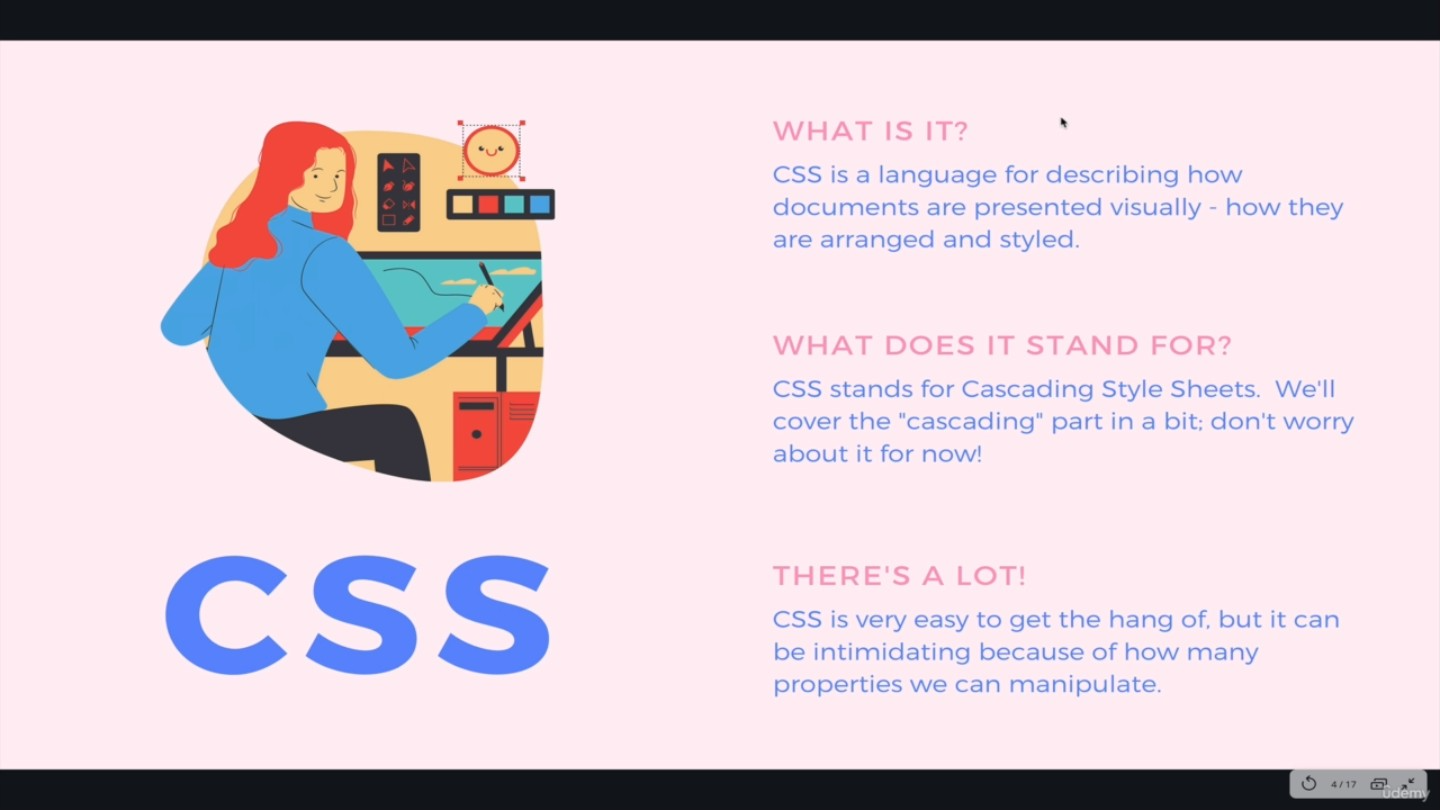 WHAT IS IT?
CSS is a language for describing how
documents are presented visually - how they
are arranged and styled.
WHAT DOES IT STAND FOR?
CSS stands for Cascading Style Sheets.  We'll
cover the "cascading" part in a bit; don't worry
about it for now!
CSS
THERE'S A LOT!
CSS is very easy to get the hang of, but it can
be intimidating because of how many
properties we can manipulate.
4/17
ûdemy